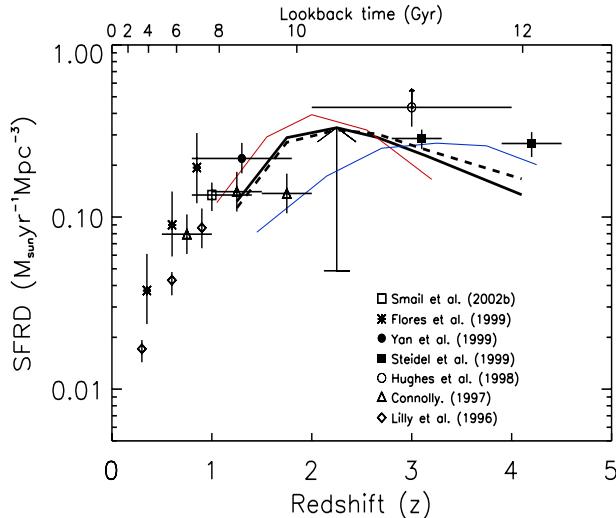 Lookback time (Gyr)
0 2 4 6 8 10 12
1.00
0.10
0.01
SFRD (M_sun yr⁻¹Mpc⁻³)
Smail et al. (2002b)
Flores et al. (1999)
Yan et al. (1999)
Steidel et al. (1999)
Hughes et al. (1998)
Connolly. (1997)
Lilly et al. (1996)
0 1 2 3 4 5
Redshift (z)